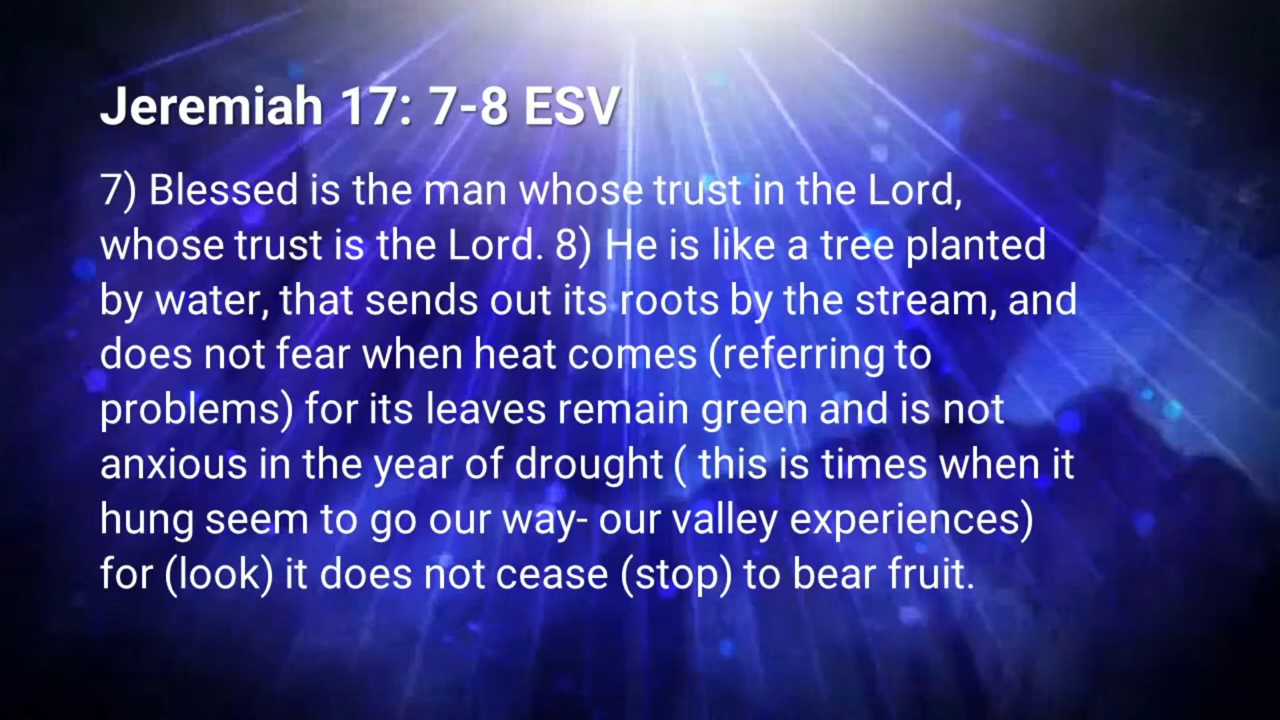 Jeremiah 17: 7-8 ESV
7) Blessed is the man whose trust in the Lord,
whose trust is the Lord. 8) He is like a tree planted
by water, that sends out its roots by the stream, and
does not fear when heat comes (referring to
problems) for its leaves remain green and is not
anxious in the year of drought ( this is times when it
hung seem to go our way- our valley experiences)
for (look) it does not cease (stop) to bear fruit.